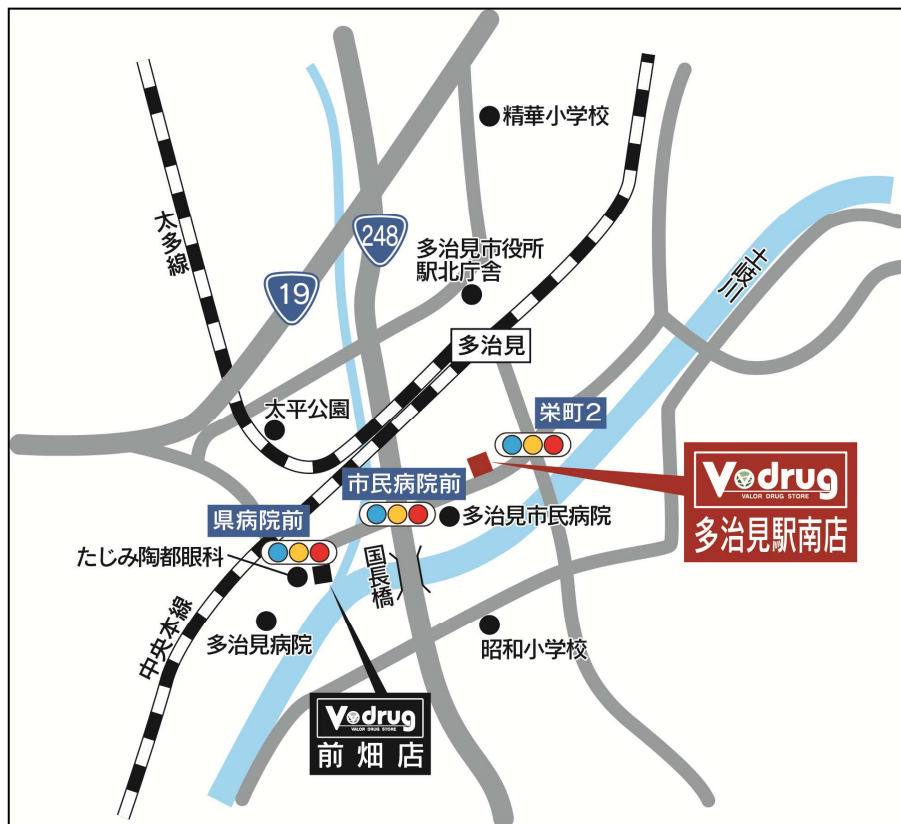 精華小学校
太多線
248
19
多治見市役所
駅北庁舎
土岐川
多治見
太平公園
栄町2
市民病院前
県病院前
多治見市民病院
たじみ陶都眼科
国長橋
中央本線
多治見病院
昭和小学校
Vdrug
VALOR DRUG STORE
多治見駅南店
Vdrug
VALOR DRUG STORE
前畑店